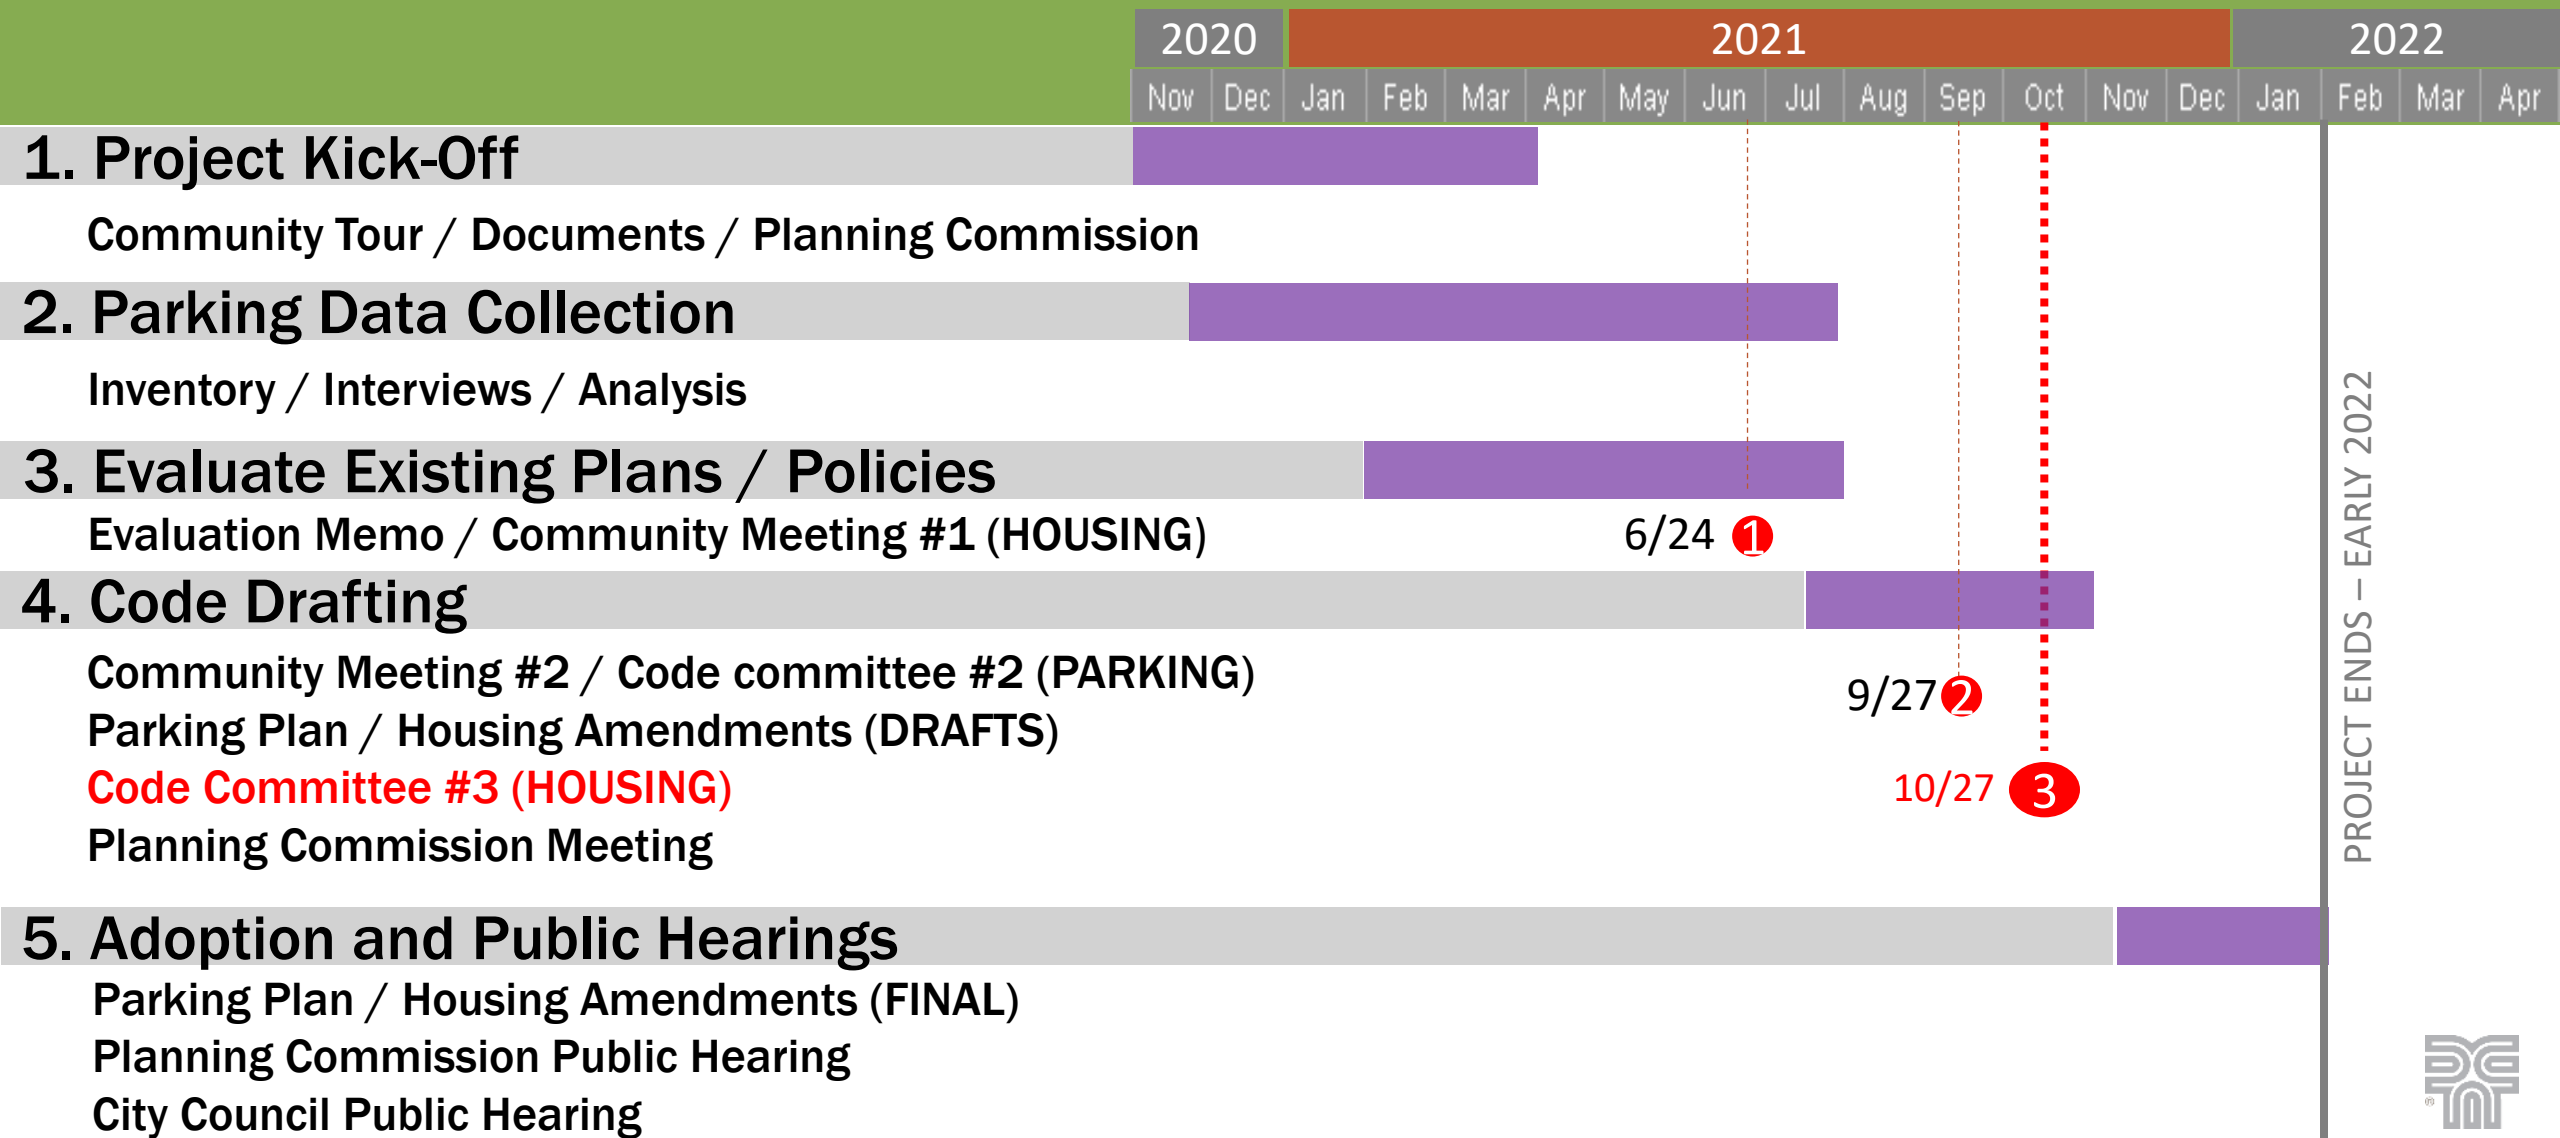 2020 2021 2022
Nov Dec Jan Feb Mar Apr May Jun Jul Aug Sep Oct Nov Dec Jan Feb Mar Apr
1. Project Kick-Off
Community Tour / Documents / Planning Commission
2. Parking Data Collection
Inventory / Interviews / Analysis
3. Evaluate Existing Plans / Policies
Evaluation Memo / Community Meeting #1 (HOUSING)
6/24 1
4. Code Drafting
Community Meeting #2 / Code committee #2 (PARKING)
9/27 2
Parking Plan / Housing Amendments (DRAFTS)
Code Committee #3 (HOUSING)
10/27 3
Planning Commission Meeting
PROJECT ENDS – EARLY 2022
5. Adoption and Public Hearings
Parking Plan / Housing Amendments (FINAL)
Planning Commission Public Hearing
City Council Public Hearing
®